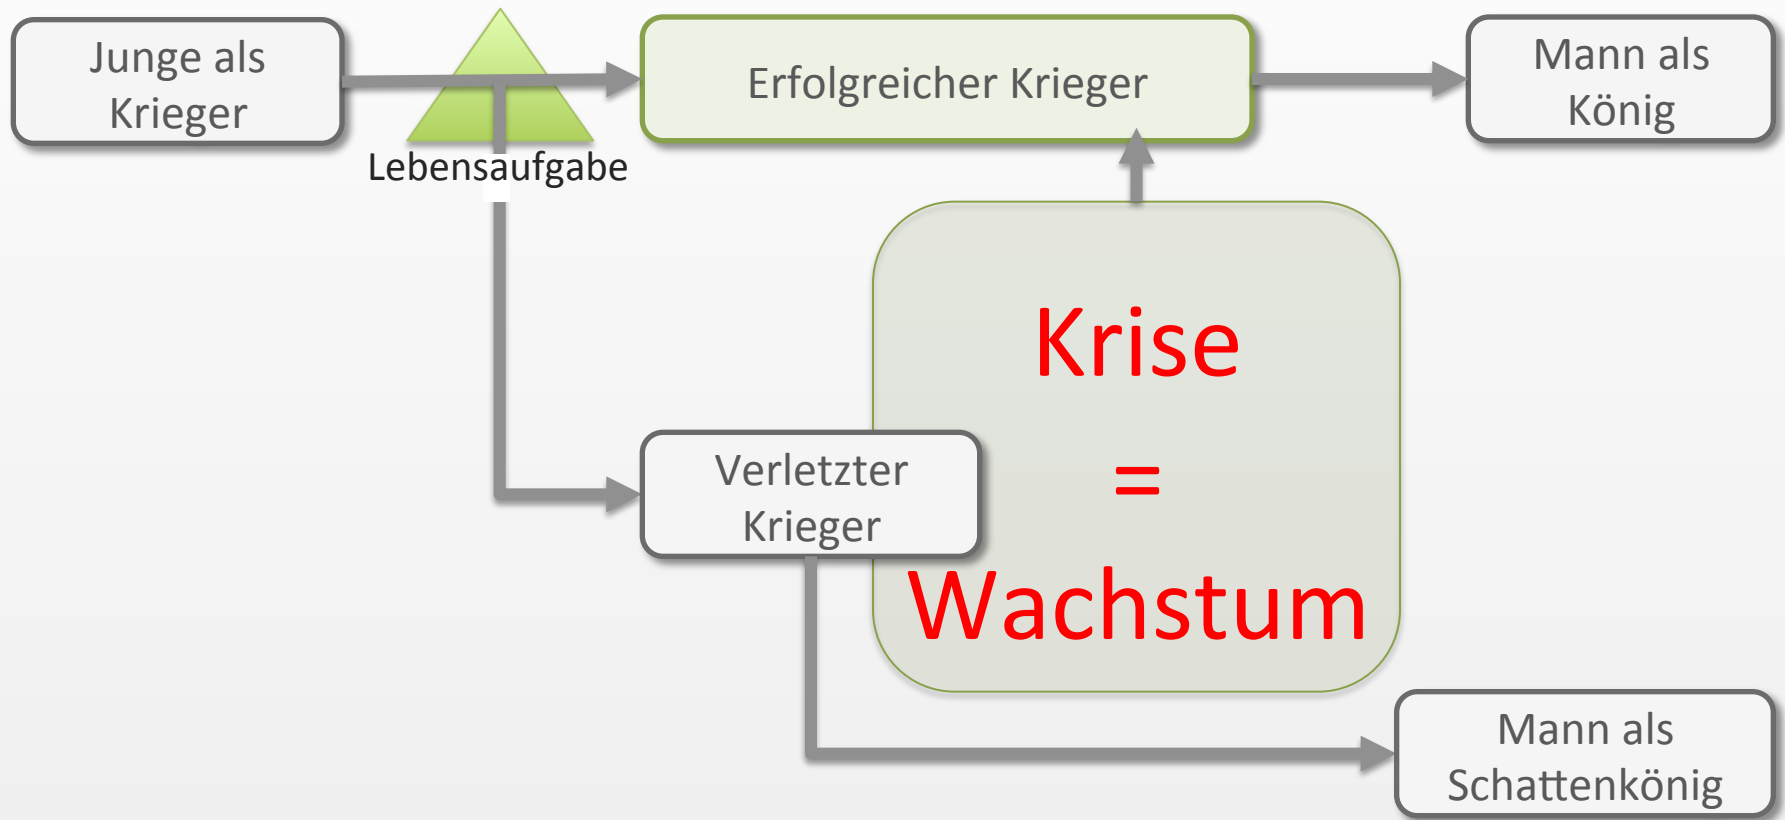 Junge als
Krieger
Lebensaufgabe
Erfolgreicher Krieger
Mann als
König
Krise
=
Wachstum
Verletzter
Krieger
Mann als
Schattenkönig